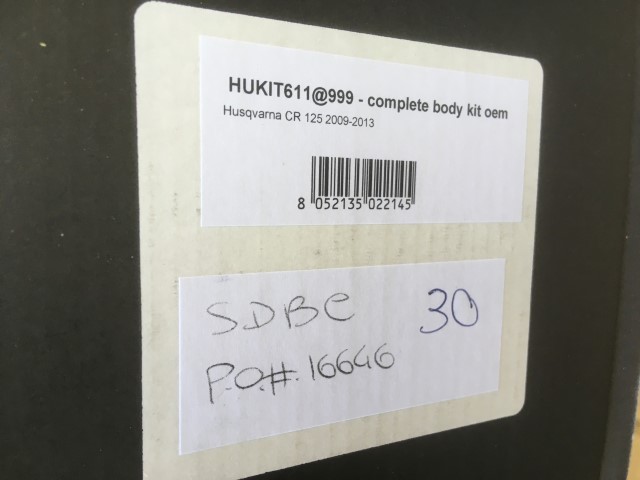 HUKIT611@999 - complete body kit oem
Husqvarna CR 125 2009-2013
8 052135 022145
SDBC 30
P.O.#. 16646